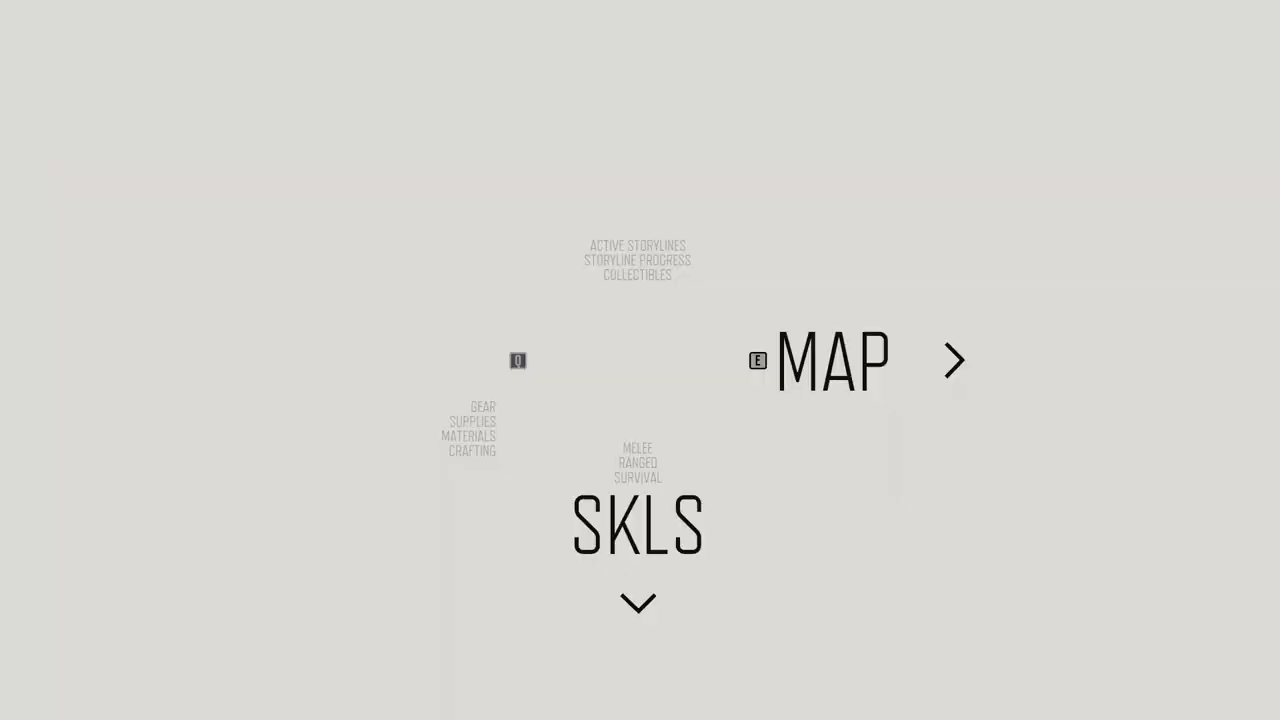 ACTIVE STORYLINES
STORYLINE PROGRESS
COLLECTIBLES
Q
E MAP
GEAR
SUPPLIES
MATERIALS
CRAFTING
MELEE
RANGED
SURVIVAL
SKLS